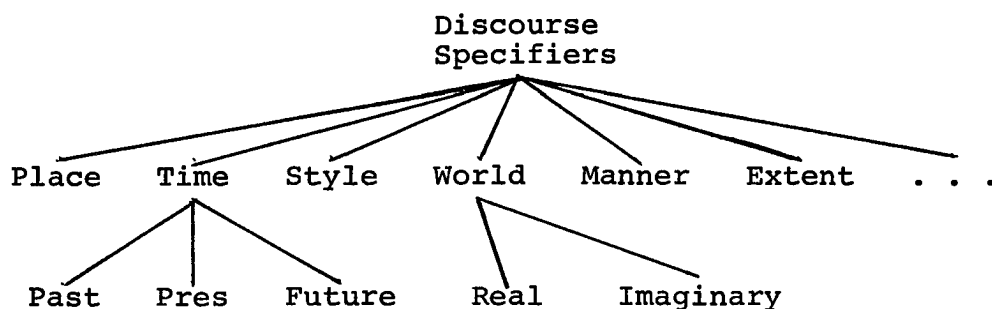 Discourse
Specifiers
Place Time Style World Manner Extent . . .
Past Pres Future Real Imaginary